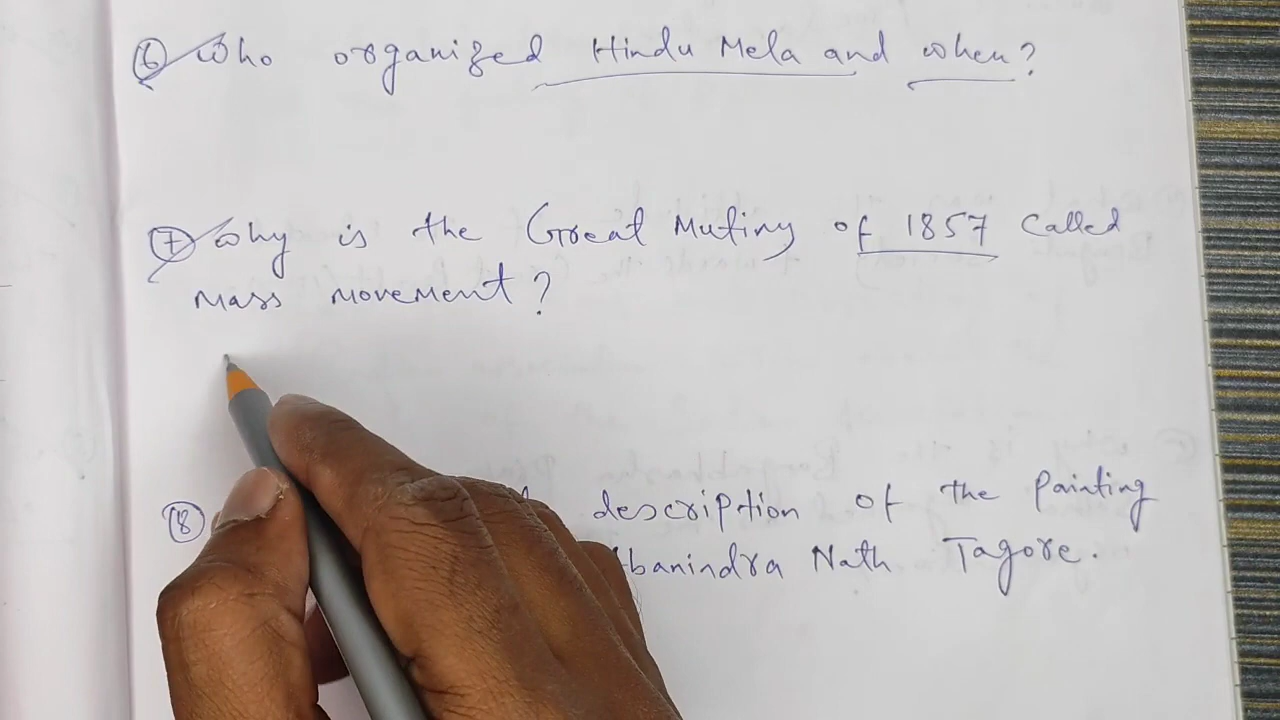 6 Who organized Hindu Mela and when?
7 Why is the Great Mutiny of 1857 called
mass movement?
8 description of the painting
Abanindra Nath Tagore.